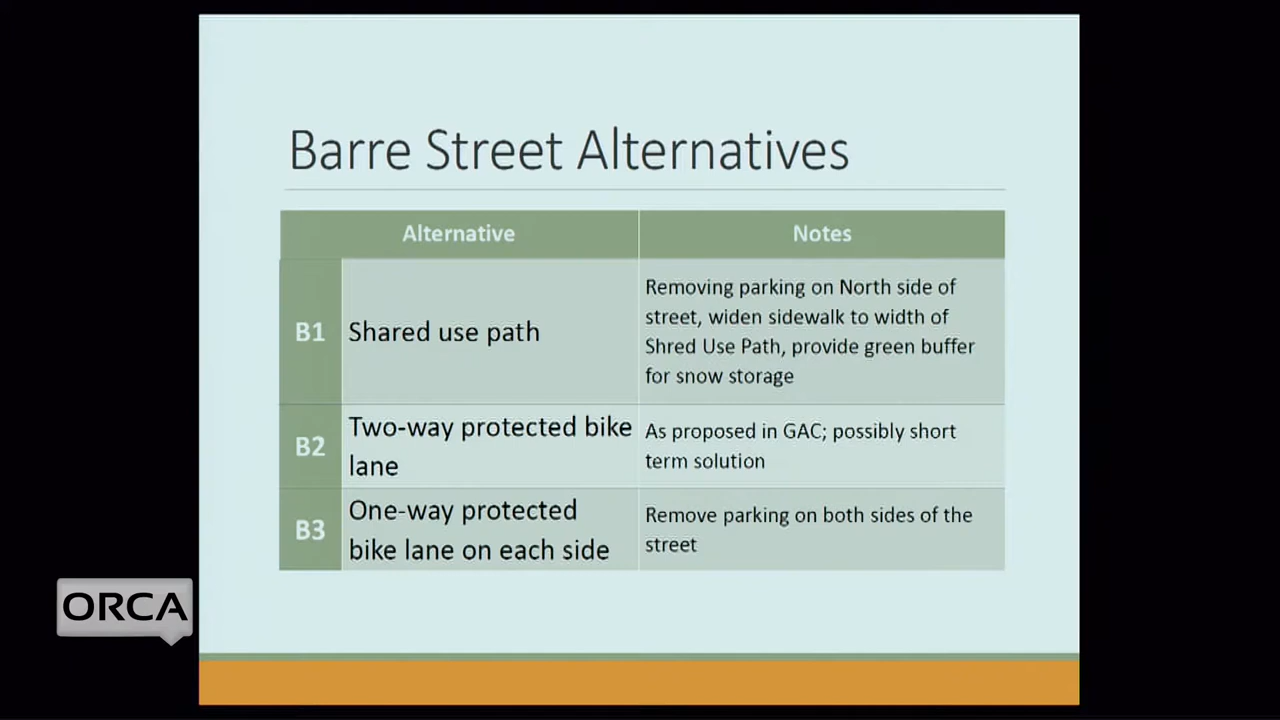 Barre Street Alternatives
Alternative
Notes
B1
Shared use path
Removing parking on North side of
street, widen sidewalk to width of
Shred Use Path, provide green buffer
for snow storage
B2
Two-way protected bike
lane
As proposed in GAC; possibly short
term solution
B3
One-way protected
bike lane on each side
Remove parking on both sides of the
street
ORCA